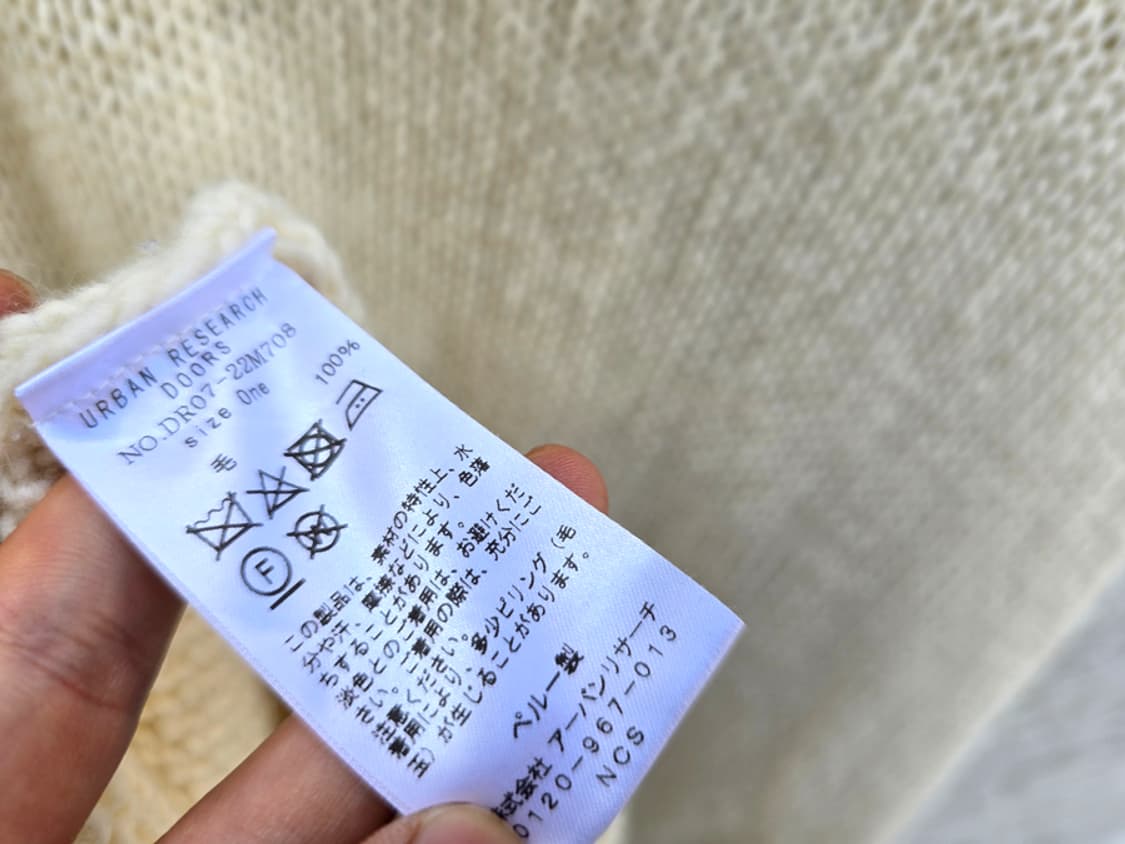 URBAN RESEARCH
DOORS
NO.DR07-22M708
size One
毛 100%
F W
この製品は、素材の特性上、水
分や汗、摩擦などにより、色落
ちすることがあります。
淡色とのご着用は、お避けくだ
さい。ご着用の際は、充分にご
注意ください。
着用により、多少ピリング(毛
玉)が生じることがあります。
ペルー製
株式会社 アーバンリサーチ
0120-967-013
NCS